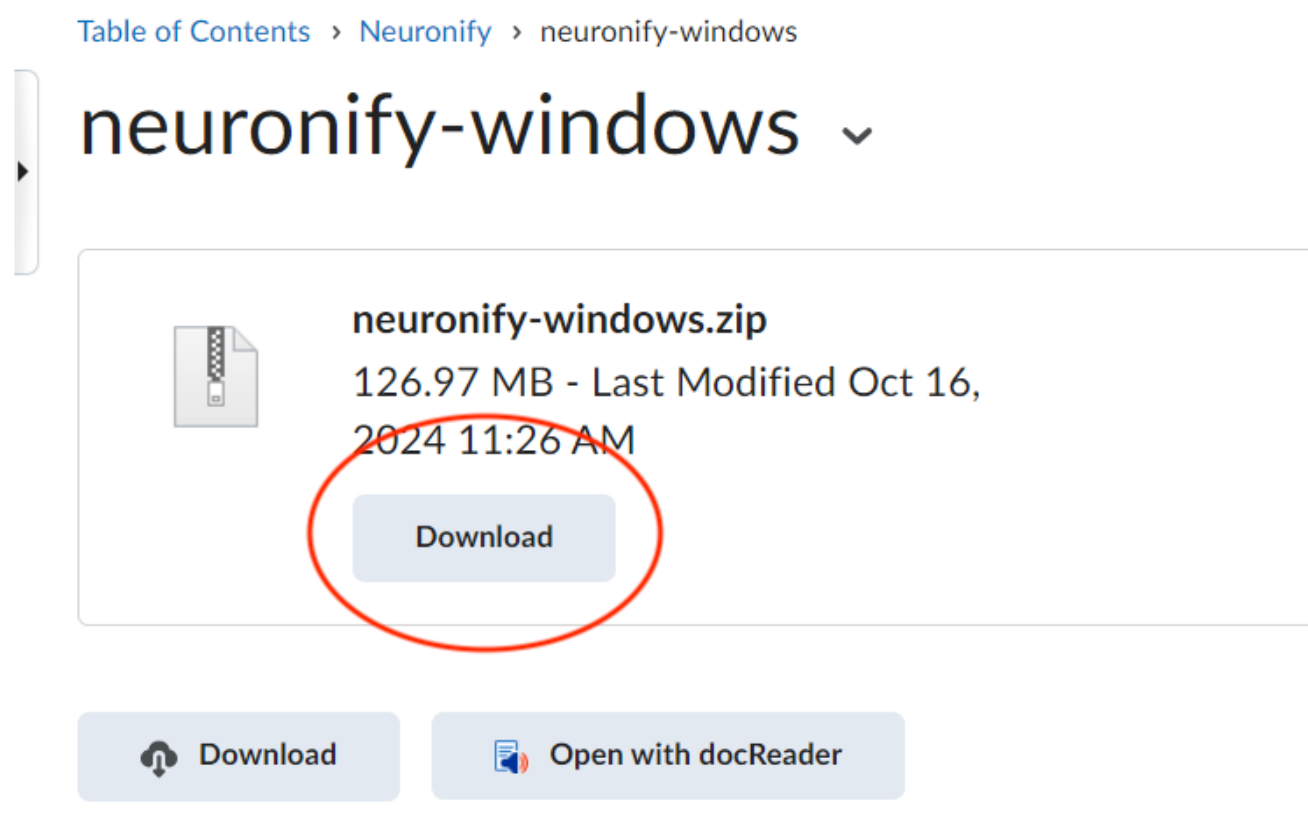 Table of Contents › Neuronify › neuronify-windows
neuronify-windows
neuronify-windows.zip
126.97 MB - Last Modified Oct 16,
2024 11:26 AM
Download
Download Open with docReader